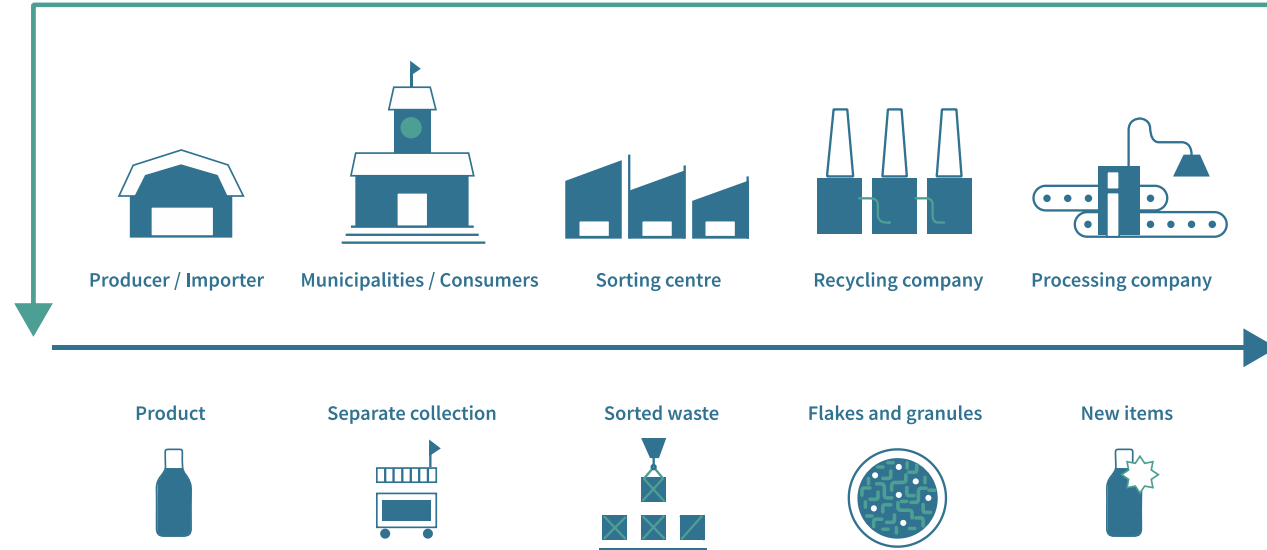 Producer / Importer
Municipalities / Consumers
Sorting centre
Recycling company
Processing company
Product
Separate collection
Sorted waste
Flakes and granules
New items